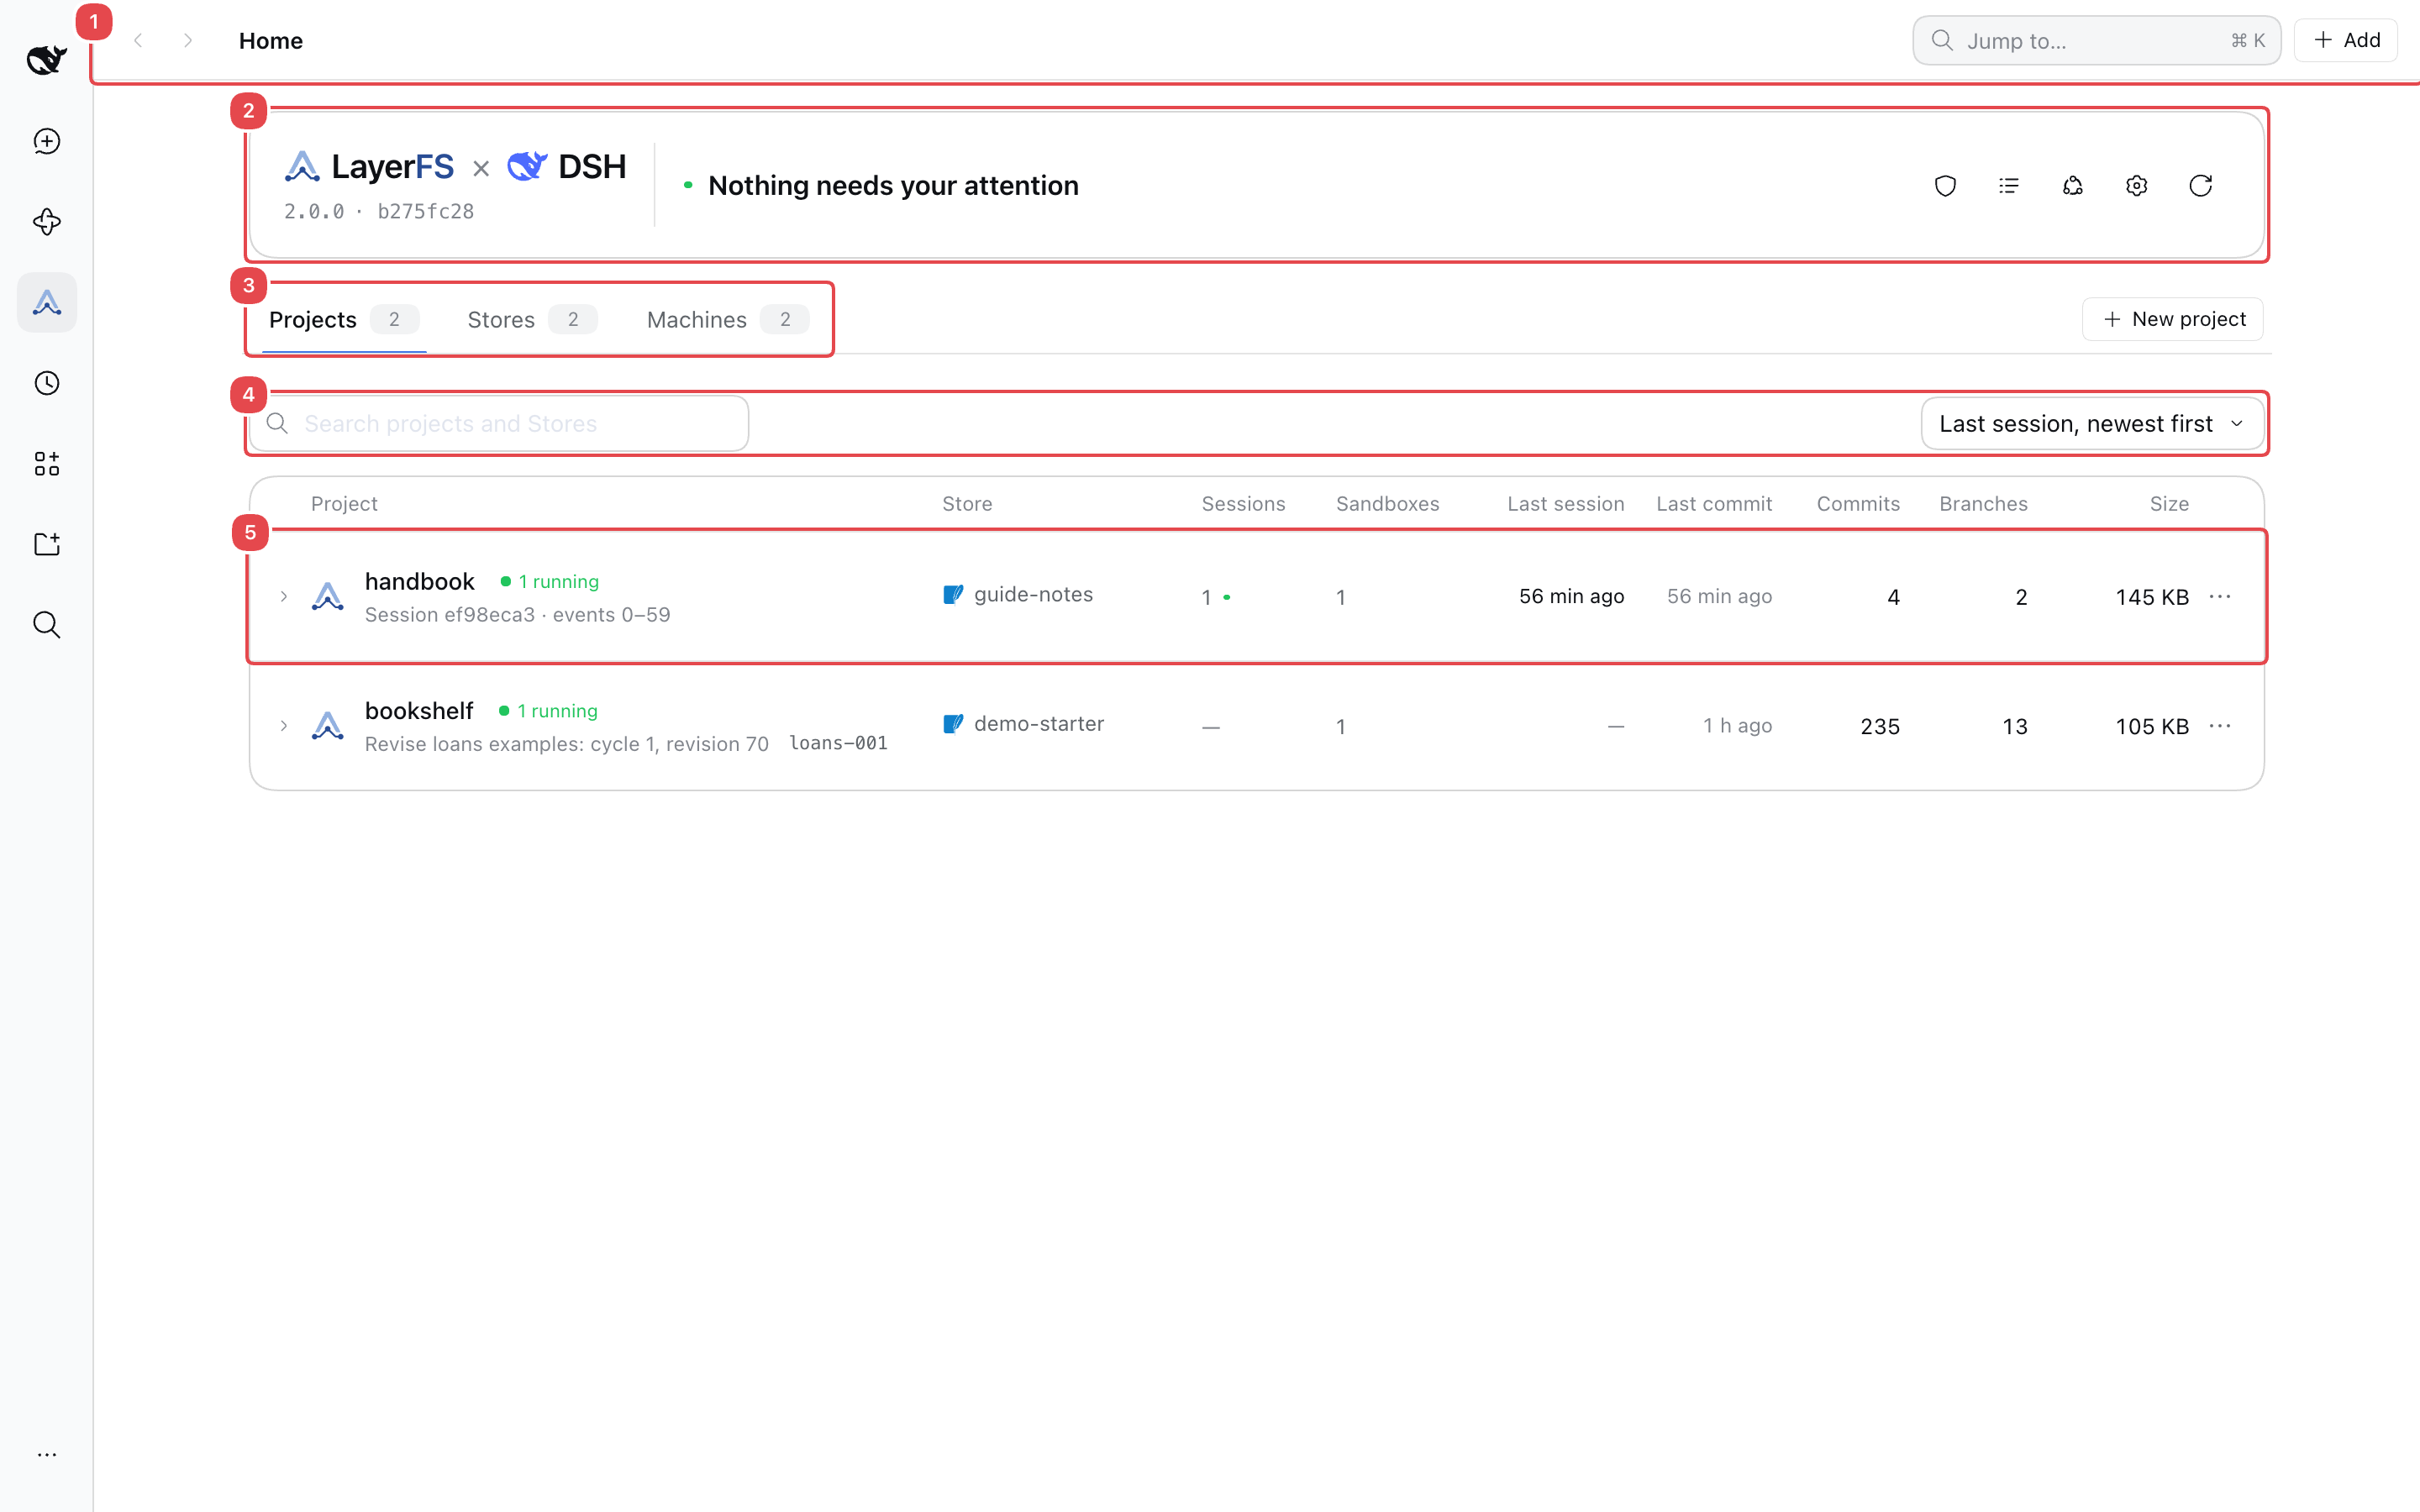 1
Home
Jump to...
⌘ K
+ Add
2
LayerFS × DSH
2.0.0 · b275fc28
Nothing needs your attention
3
Projects 2
Stores 2
Machines 2
+ New project
4
Search projects and Stores
Last session, newest first
Project Store Sessions Sandboxes Last session Last commit Commits Branches Size
5
handbook 1 running
Session ef98eca3 · events 0–59
guide-notes 1 1 56 min ago 56 min ago 4 2 145 KB ···
bookshelf 1 running
Revise loans examples: cycle 1, revision 70 loans-001
demo-starter — 1 — 1 h ago 235 13 105 KB ···